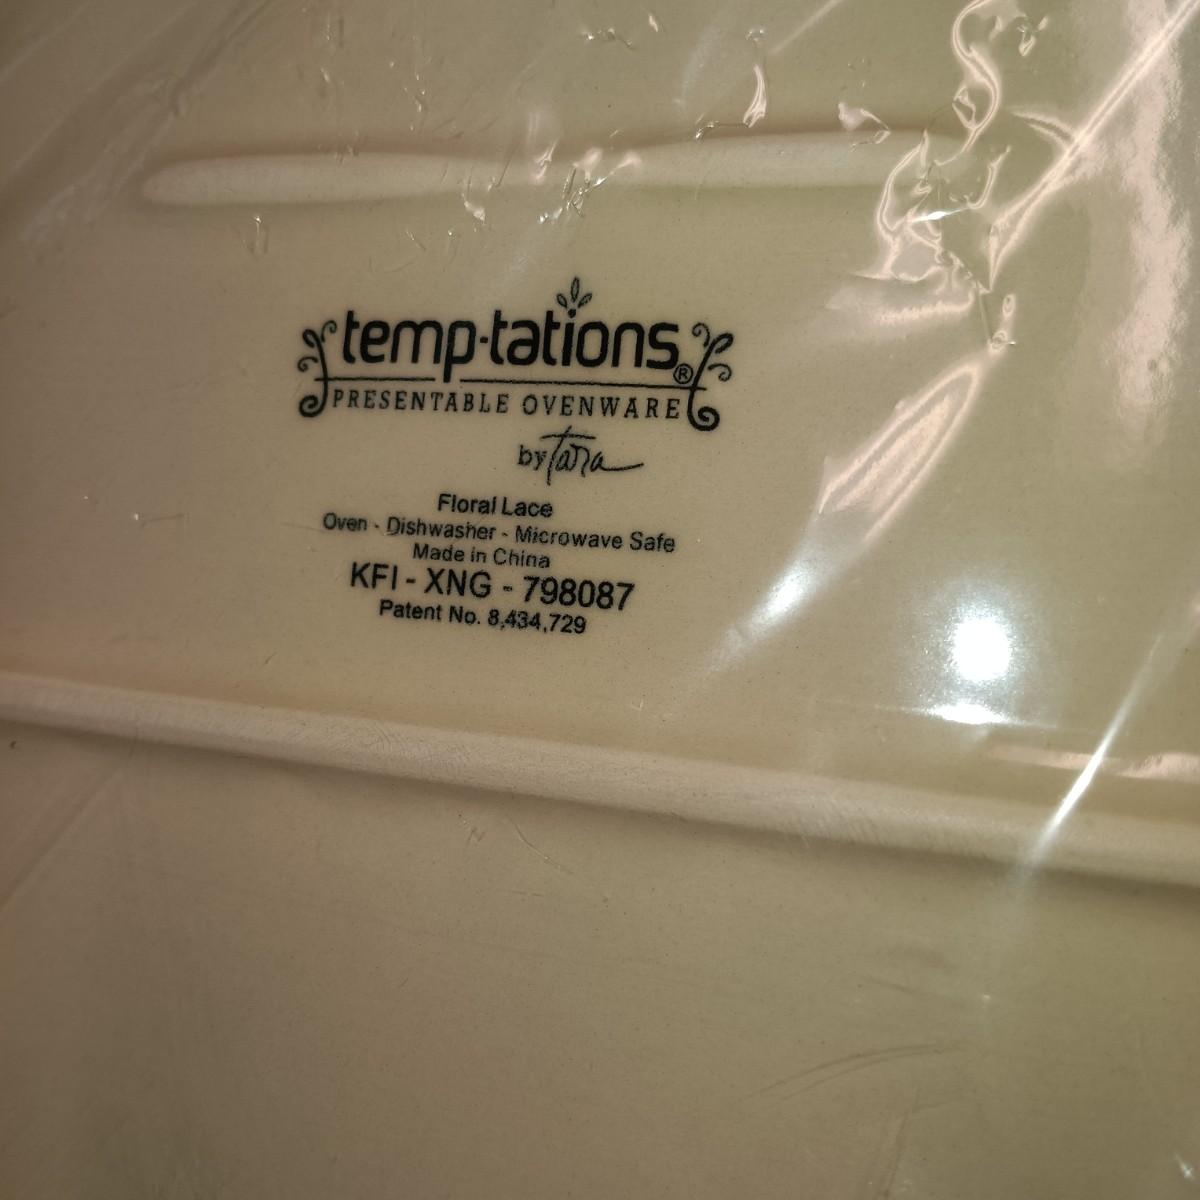 temp·tations®
PRESENTABLE OVENWARE
by Tara
Floral Lace
Oven - Dishwasher - Microwave Safe
Made in China
KFI - XNG - 798087
Patent No. 8,434,729